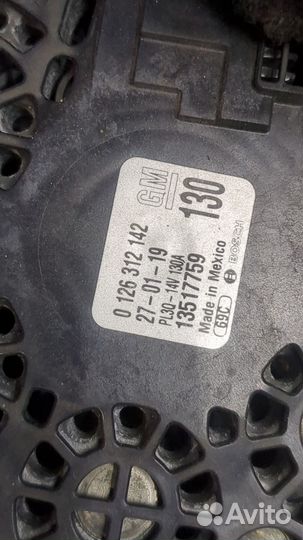 GM 130
0 126 312 142
27-01-19
PL30-14V 130A
13517759
Made in Mexico
69C BOSCH
Avito